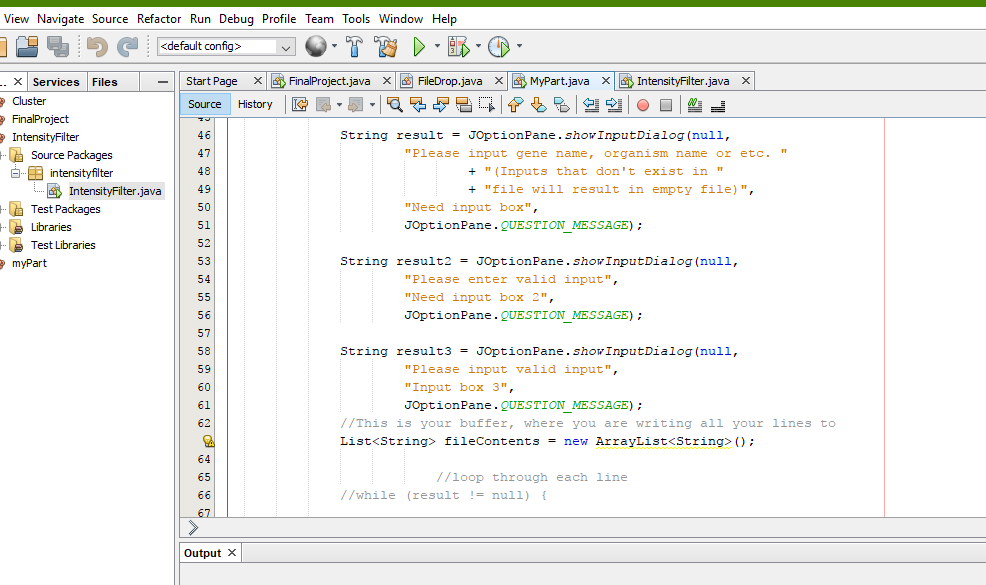 View Navigate Source Refactor Run Debug Profile Team Tools Window Help
<default config>
... Services Files
Start Page FinalProject.java FileDrop.java MyPart.java IntensityFilter.java
Source History
Cluster
FinalProject
IntensityFilter
Source Packages
intensityfilter
IntensityFilter.java
Test Packages
Libraries
Test Libraries
myPart
45
46 String result = JOptionPane.showInputDialog(null,
47 "Please input gene name, organism name or etc. "
48 + "(Inputs that don't exist in "
49 + "file will result in empty file)",
50 "Need input box",
51 JOptionPane.QUESTION_MESSAGE);
52
53 String result2 = JOptionPane.showInputDialog(null,
54 "Please enter valid input",
55 "Need input box 2",
56 JOptionPane.QUESTION_MESSAGE);
57
58 String result3 = JOptionPane.showInputDialog(null,
59 "Please input valid input",
60 "Input box 3",
61 JOptionPane.QUESTION_MESSAGE);
62 //This is your buffer, where you are writing all your lines to
List<String> fileContents = new ArrayList<String>();
64
65 //loop through each line
66 //while (result != null) {
67
Output